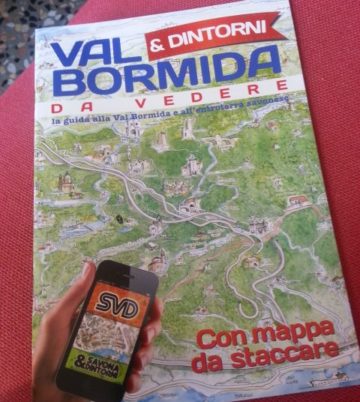 VAL
& DINTORNI
BORMIDA
DA VEDERE
la guida alla Val Bormida e all'entroterra savonese
SVD
SAVONA
& DINTORNI
Con mappa
da staccare